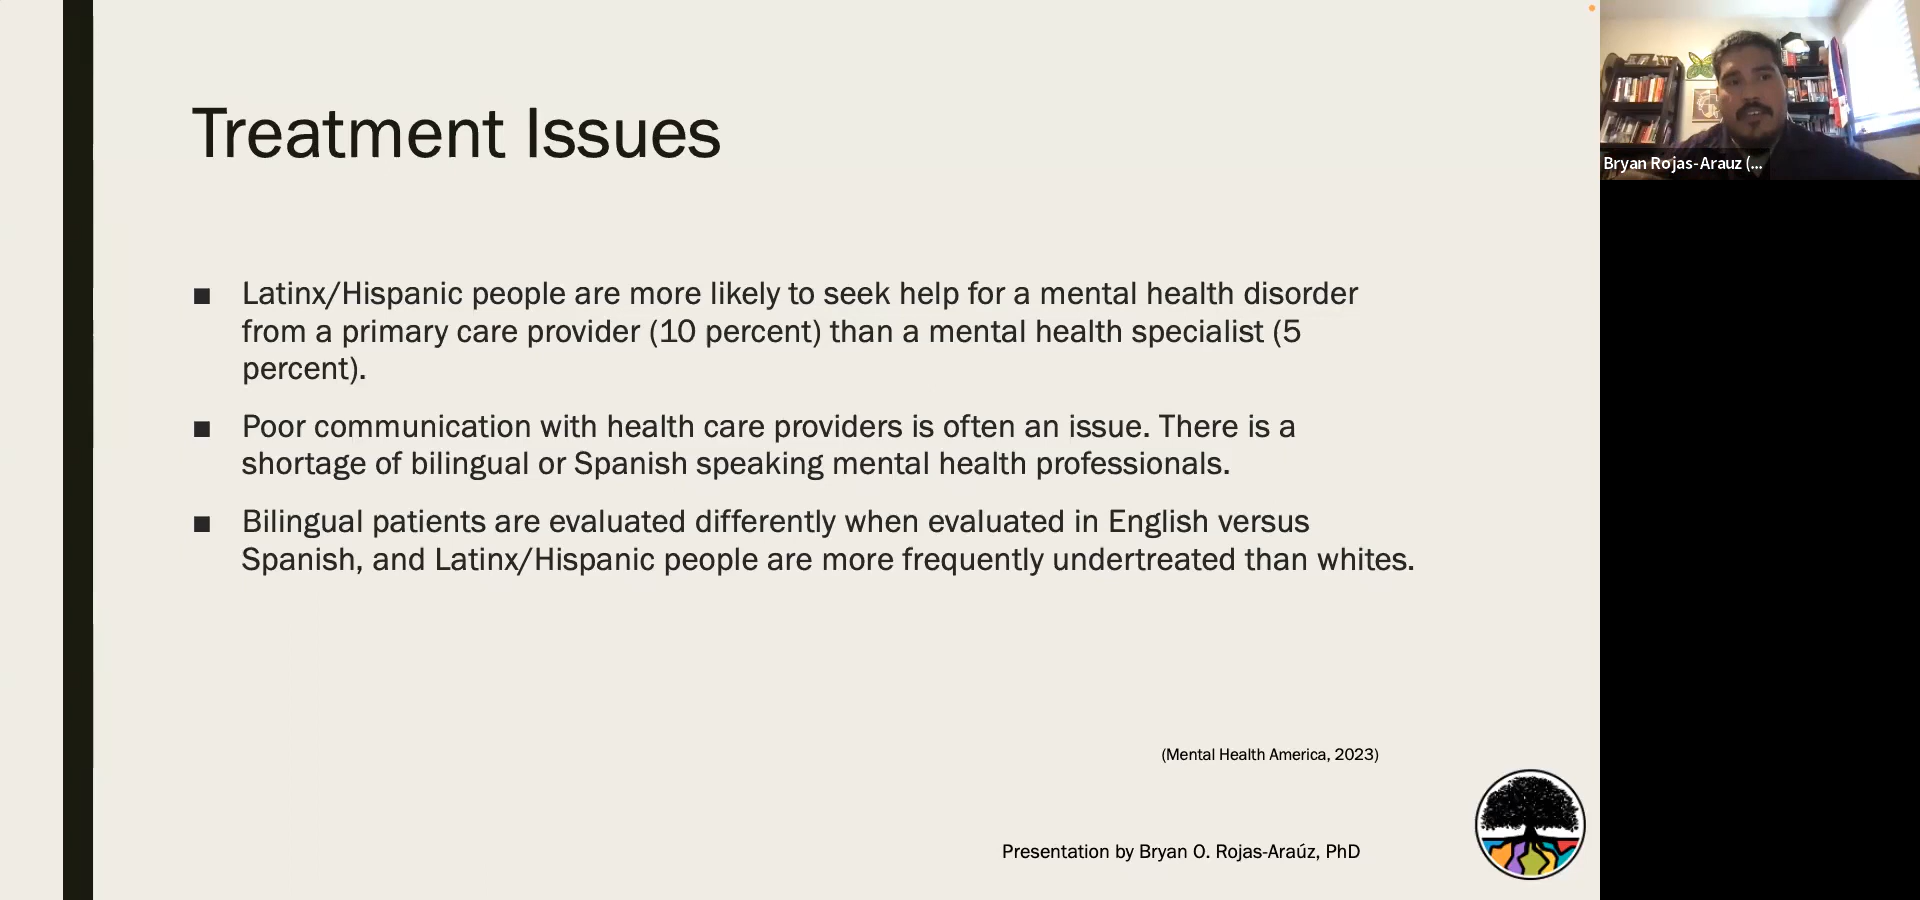 Treatment Issues
■ Latinx/Hispanic people are more likely to seek help for a mental health disorder
from a primary care provider (10 percent) than a mental health specialist (5
percent).
■ Poor communication with health care providers is often an issue. There is a
shortage of bilingual or Spanish speaking mental health professionals.
■ Bilingual patients are evaluated differently when evaluated in English versus
Spanish, and Latinx/Hispanic people are more frequently undertreated than whites.
(Mental Health America, 2023)
Presentation by Bryan O. Rojas-Araúz, PhD
Bryan Rojas-Arauz (...